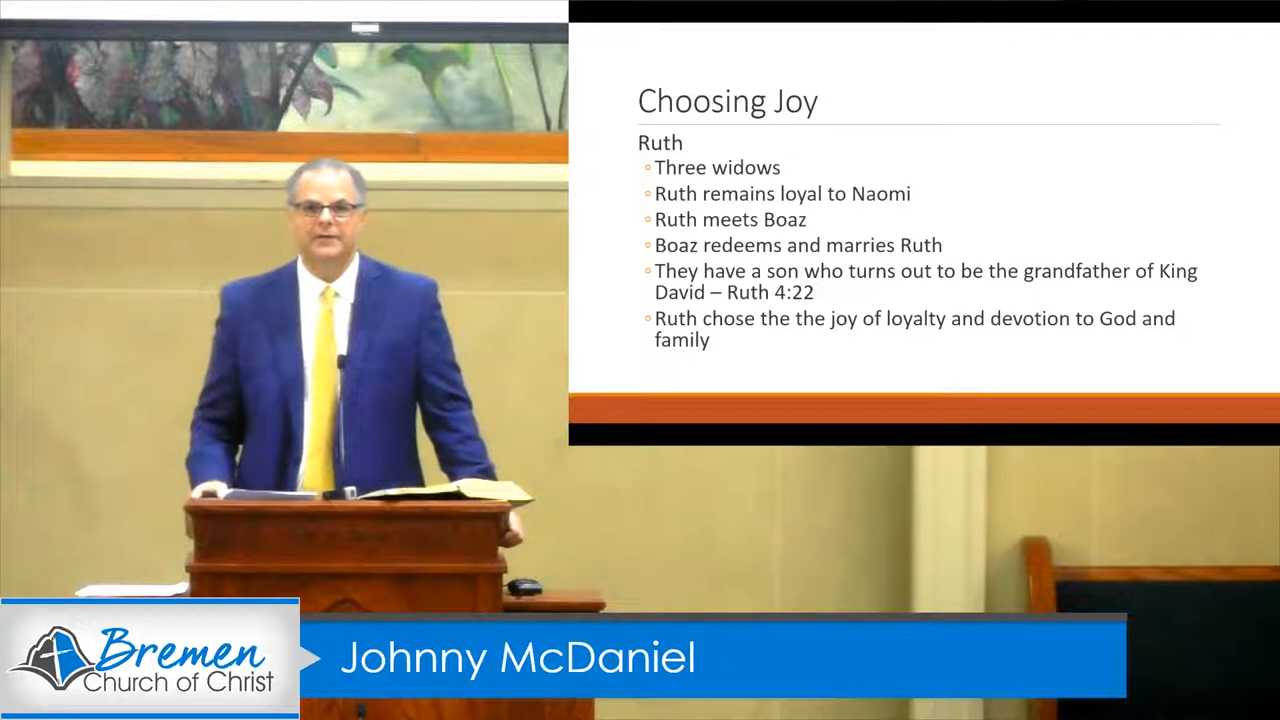 Choosing Joy
Ruth
◦Three widows
◦Ruth remains loyal to Naomi
◦Ruth meets Boaz
◦Boaz redeems and marries Ruth
◦They have a son who turns out to be the grandfather of King
David – Ruth 4:22
◦Ruth chose the the joy of loyalty and devotion to God and
family
Bremen
Church of Christ
Johnny McDaniel